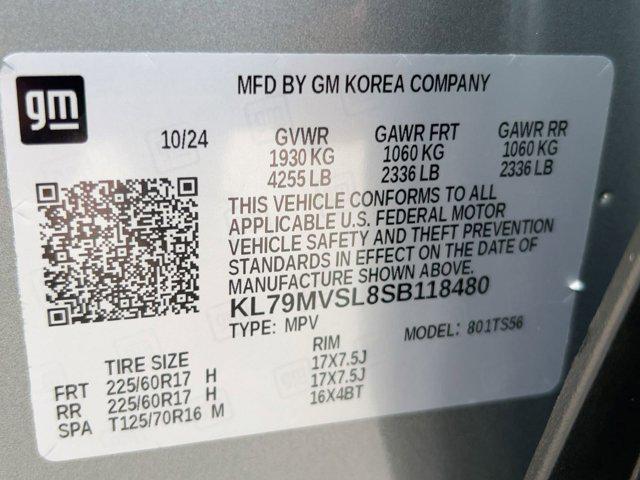 gm
MFD BY GM KOREA COMPANY
10/24 GVWR GAWR FRT GAWR RR
1930 KG 1060 KG 1060 KG
4255 LB 2336 LB 2336 LB
THIS VEHICLE CONFORMS TO ALL
APPLICABLE U.S. FEDERAL MOTOR
VEHICLE SAFETY AND THEFT PREVENTION
STANDARDS IN EFFECT ON THE DATE OF
MANUFACTURE SHOWN ABOVE.
KL79MVSL8SB118480
TYPE: MPV MODEL: 801TS56
TIRE SIZE RIM
FRT 225/60R17 H 17X7.5J
RR 225/60R17 H 17X7.5J
SPA T125/70R16 M 16X4BT